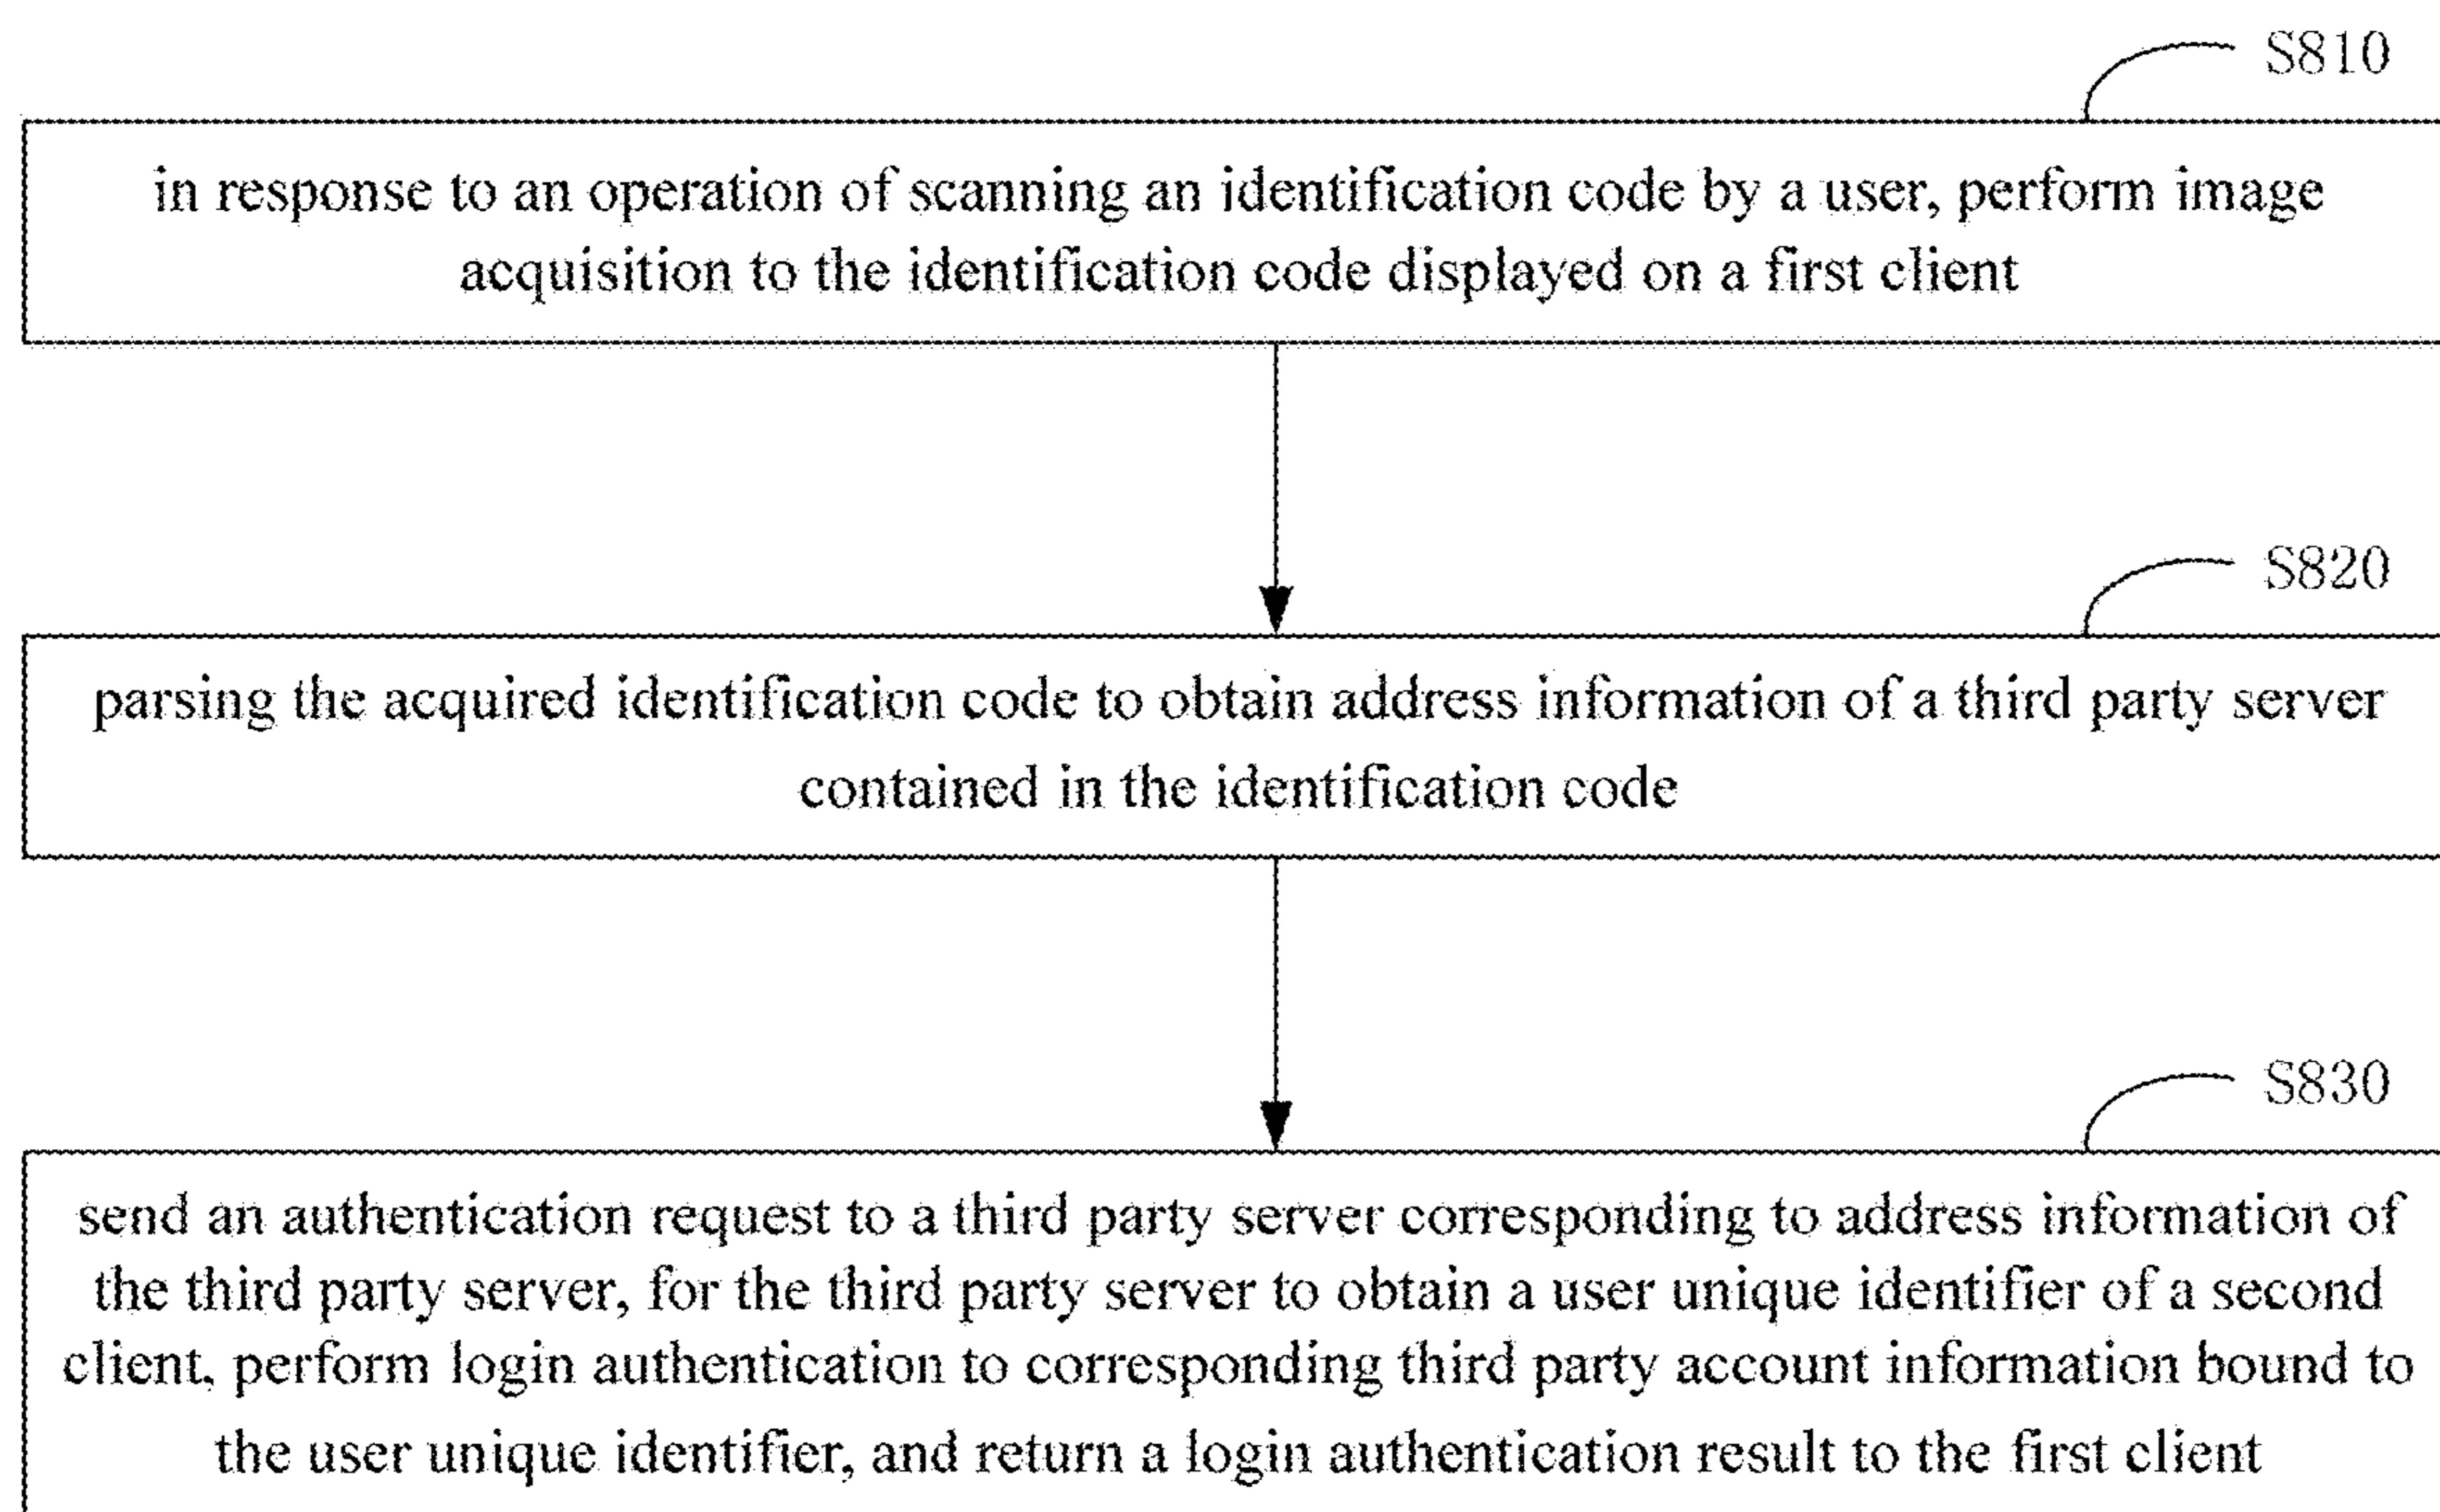 S810
in response to an operation of scanning an identification code by a user, perform image
acquisition to the identification code displayed on a first client
S820
parsing the acquired identification code to obtain address information of a third party server
contained in the identification code
S830
send an authentication request to a third party server corresponding to address information of
the third party server, for the third party server to obtain a user unique identifier of a second
client, perform login authentication to corresponding third party account information bound to
the user unique identifier, and return a login authentication result to the first client